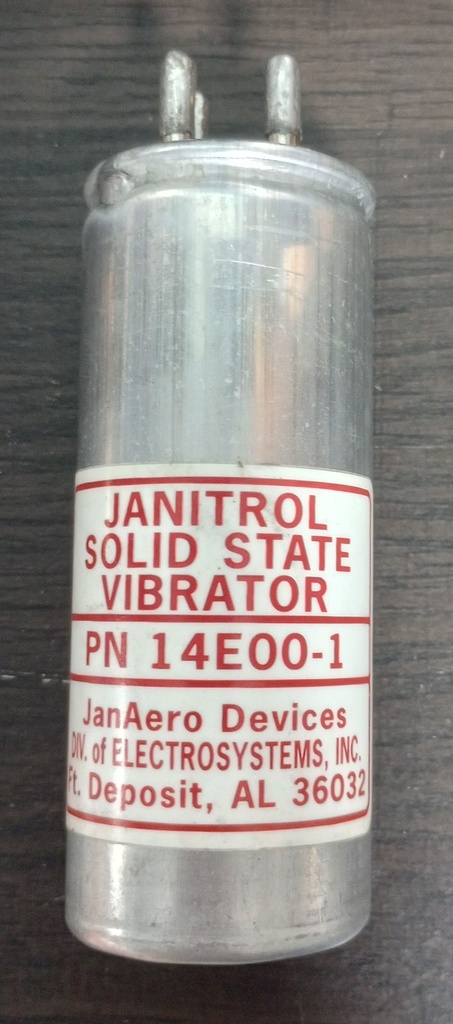 JANITROL
SOLID STATE
VIBRATOR
PN 14E00-1
JanAero Devices
DIV. of ELECTROSYSTEMS, INC.
Ft. Deposit, AL 36032